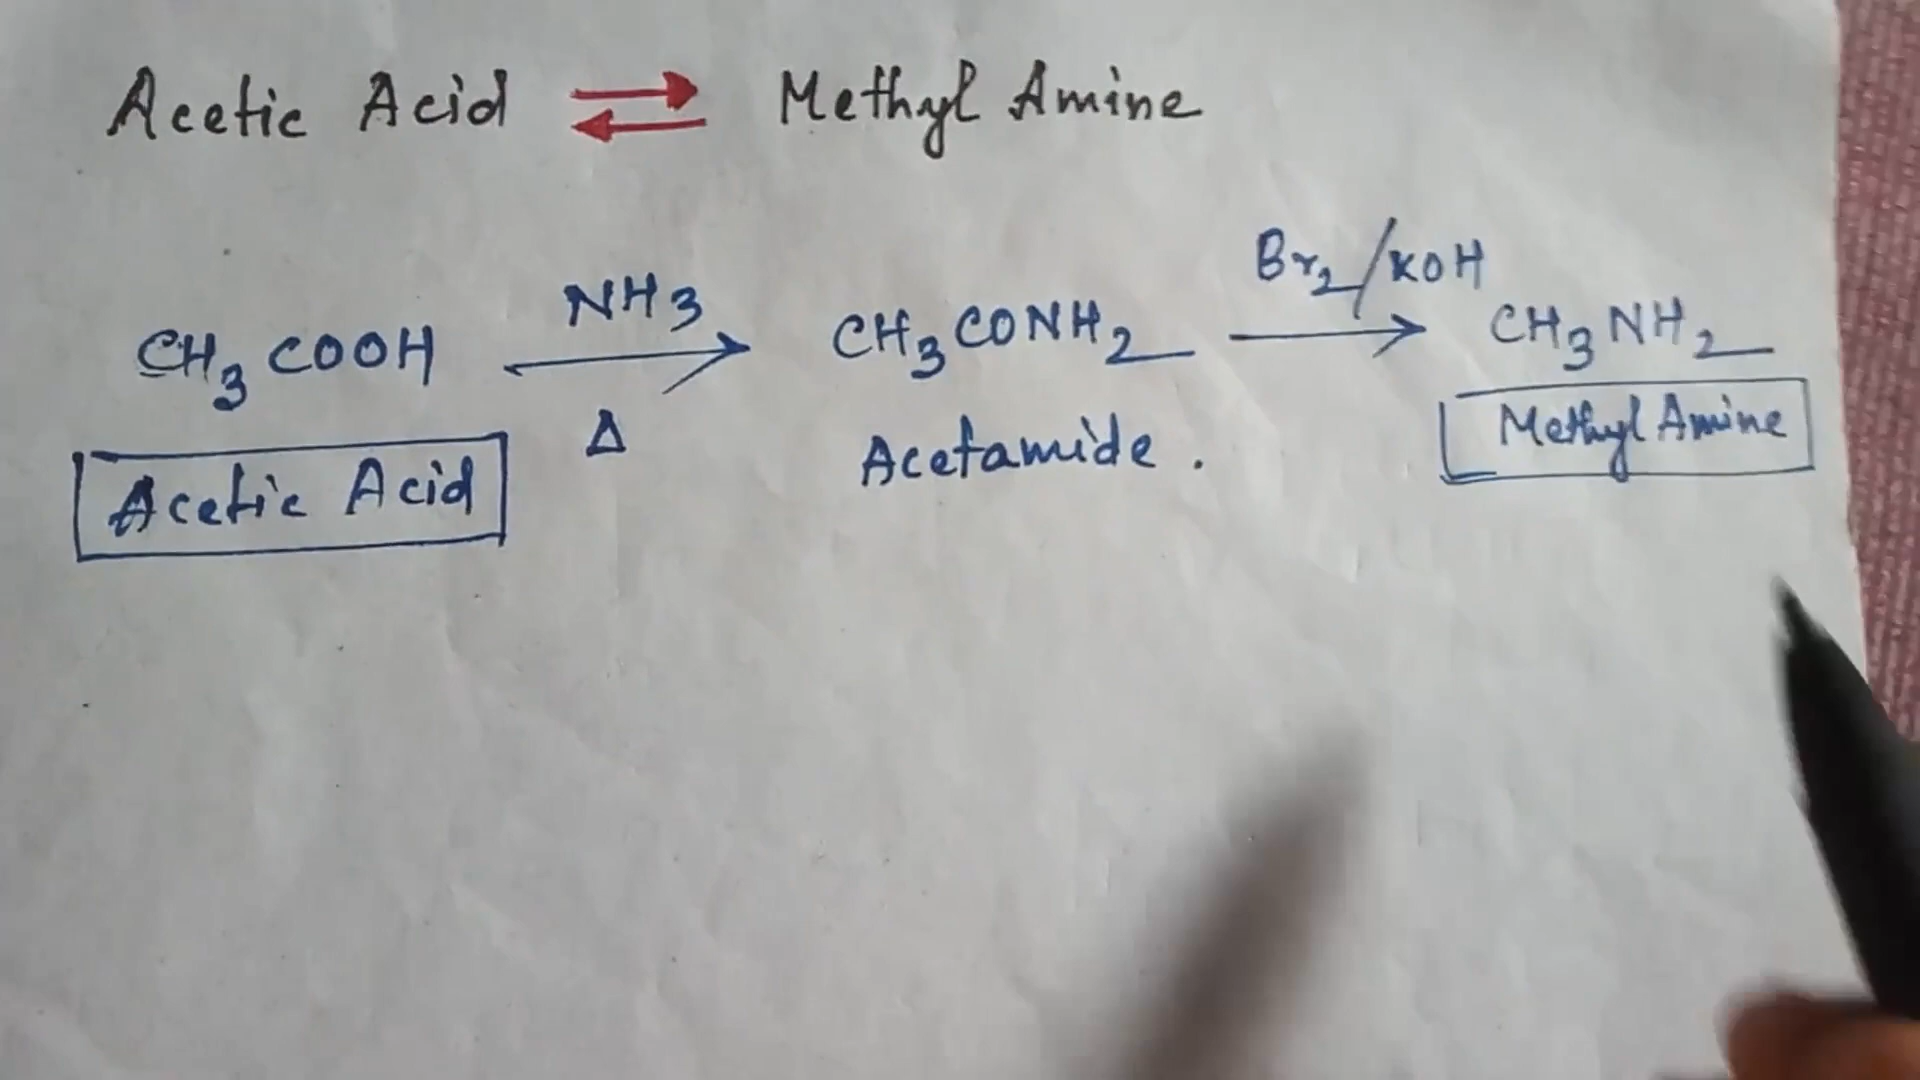 Acetic Acid ⇌ Methyl Amine
CH3COOH NH3 → Δ CH3CONH2 Br2/KOH → CH3NH2
Acetic Acid Acetamide. Methyl Amine